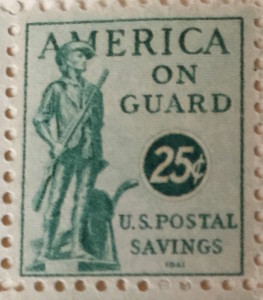 AMERICA
ON
GUARD
25¢
U.S. POSTAL
SAVINGS
1941